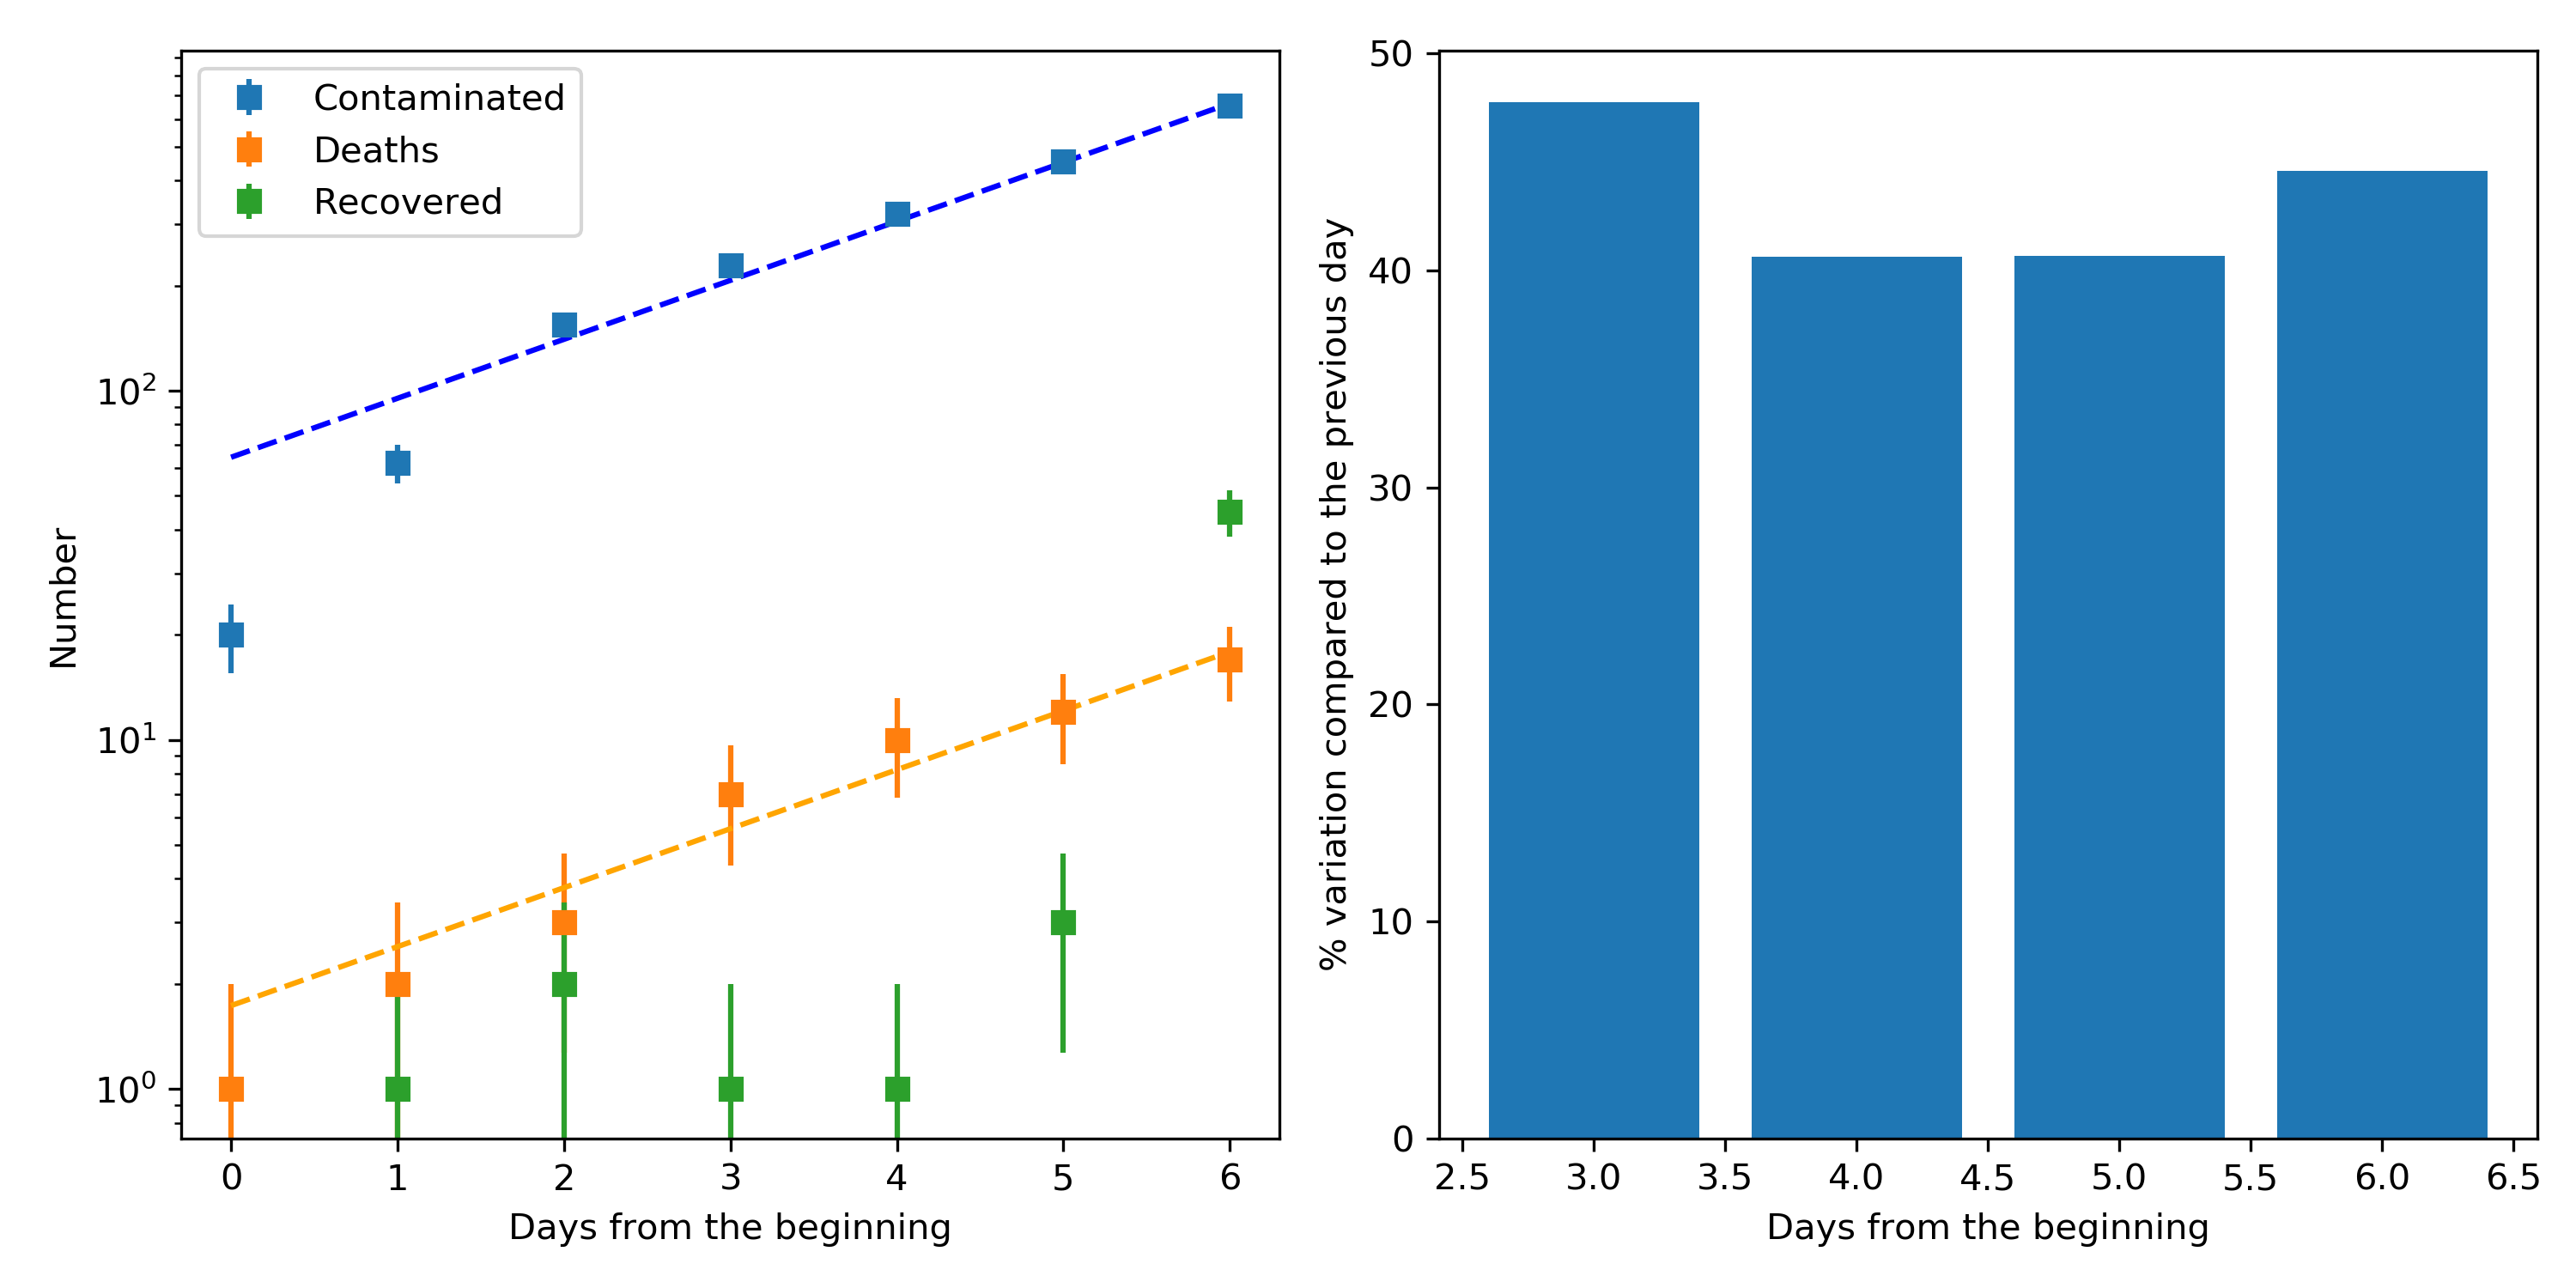 Contaminated
Deaths
Recovered
Number
10²
10¹
10⁰
0 1 2 3 4 5 6
Days from the beginning
% variation compared to the previous day
50
40
30
20
10
0
2.5 3.0 3.5 4.0 4.5 5.0 5.5 6.0 6.5
Days from the beginning